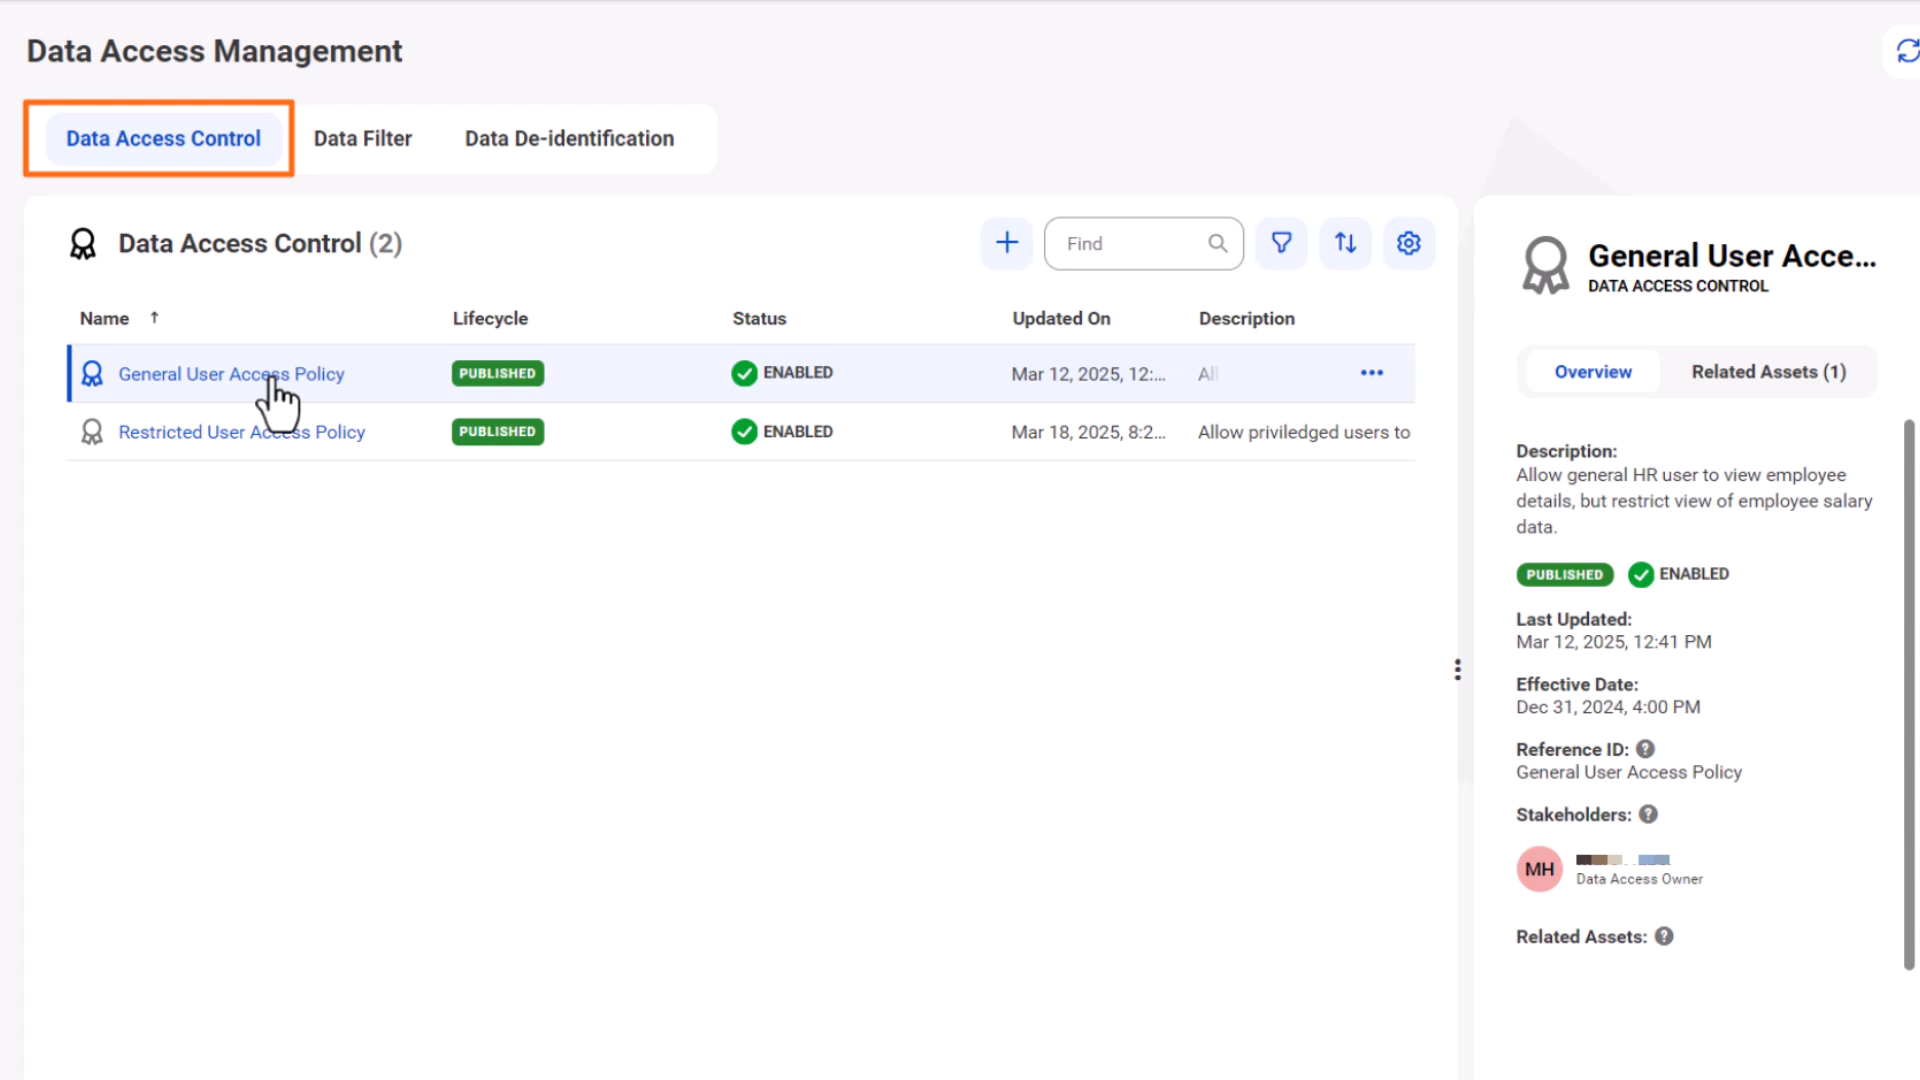 Data Access Management
Data Access Control Data Filter Data De-identification
Data Access Control (2)
Find
Name ↑ Lifecycle Status Updated On Description
General User Access Policy PUBLISHED ENABLED Mar 12, 2025, 12:... All ...
Restricted User Access Policy PUBLISHED ENABLED Mar 18, 2025, 8:2... Allow priviledged users to
General User Acce...
DATA ACCESS CONTROL
Overview Related Assets (1)
Description:
Allow general HR user to view employee
details, but restrict view of employee salary
data.
PUBLISHED ENABLED
Last Updated:
Mar 12, 2025, 12:41 PM
Effective Date:
Dec 31, 2024, 4:00 PM
Reference ID: ?
General User Access Policy
Stakeholders: ?
MH
Data Access Owner
Related Assets: ?